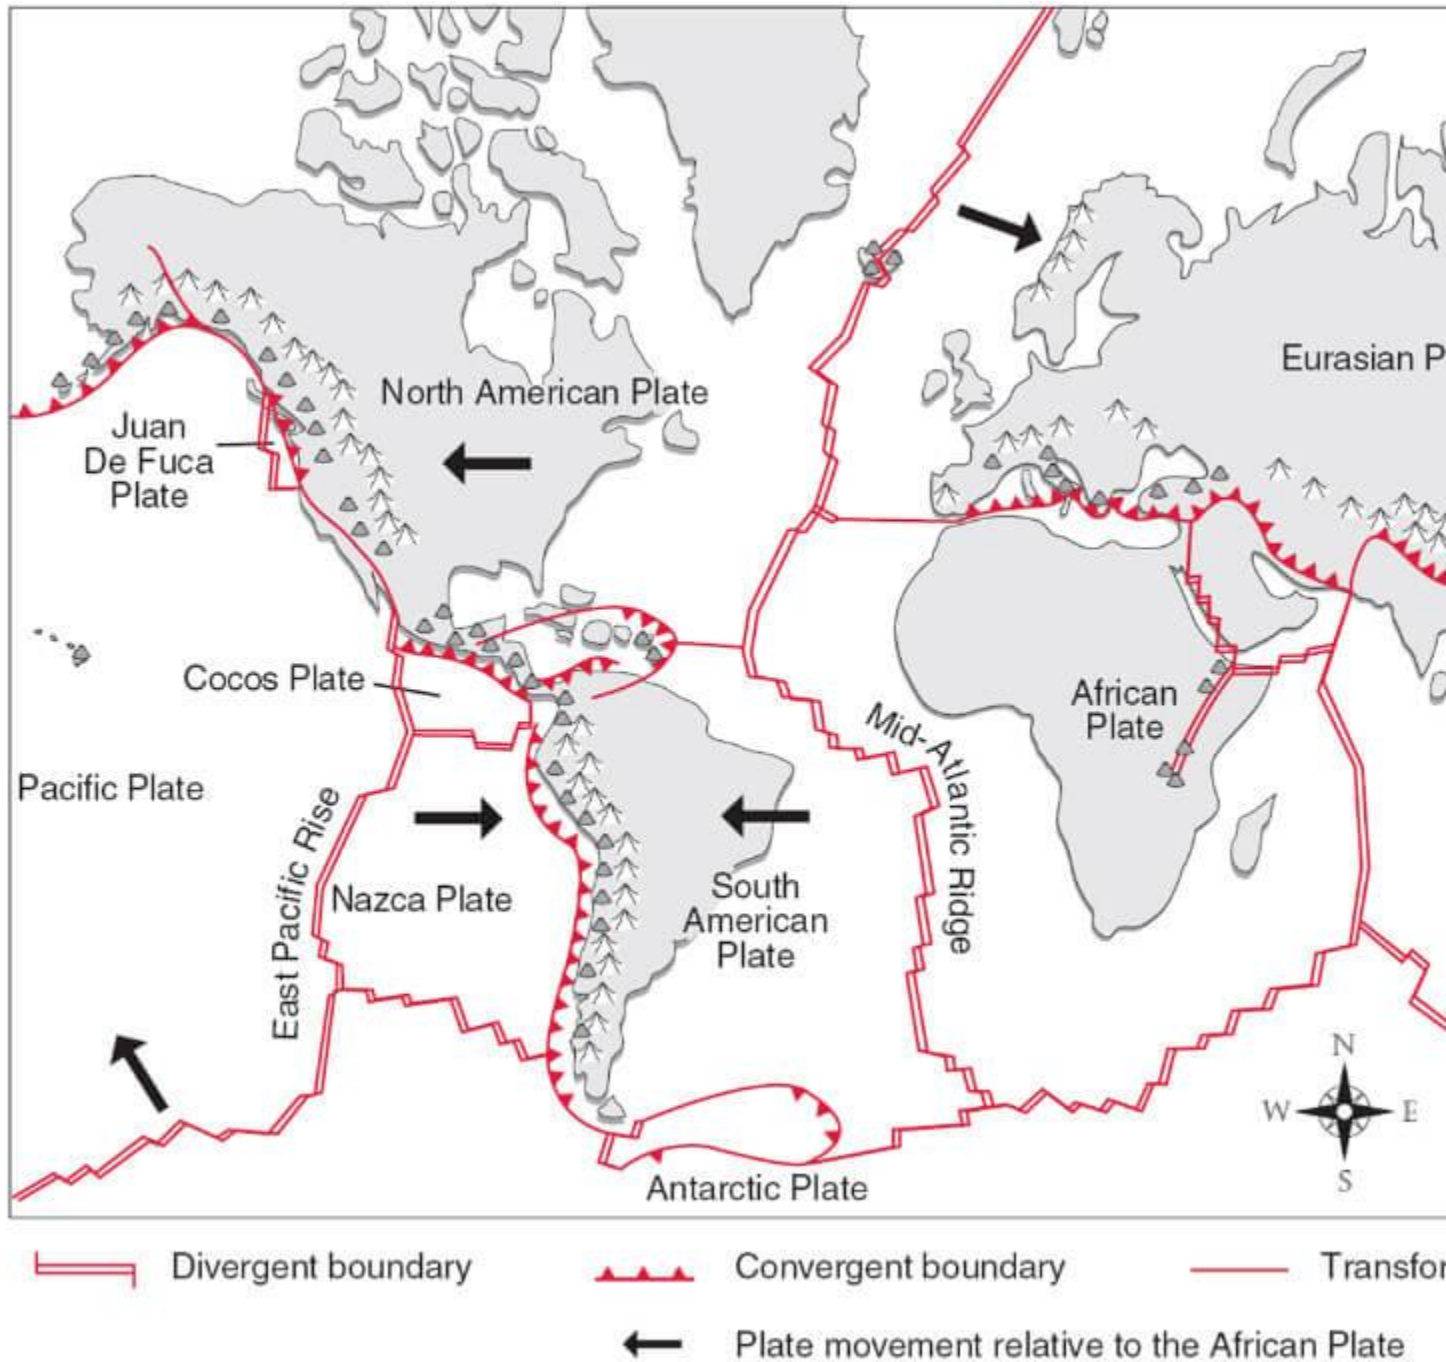 North American Plate
Eurasian P
Juan
De Fuca
Plate
Cocos Plate
African
Plate
Mid-Atlantic Ridge
Pacific Plate
East Pacific Rise
Nazca Plate
South
American
Plate
Antarctic Plate
N
W
E
S
Divergent boundary
Convergent boundary
Transfor
Plate movement relative to the African Plate